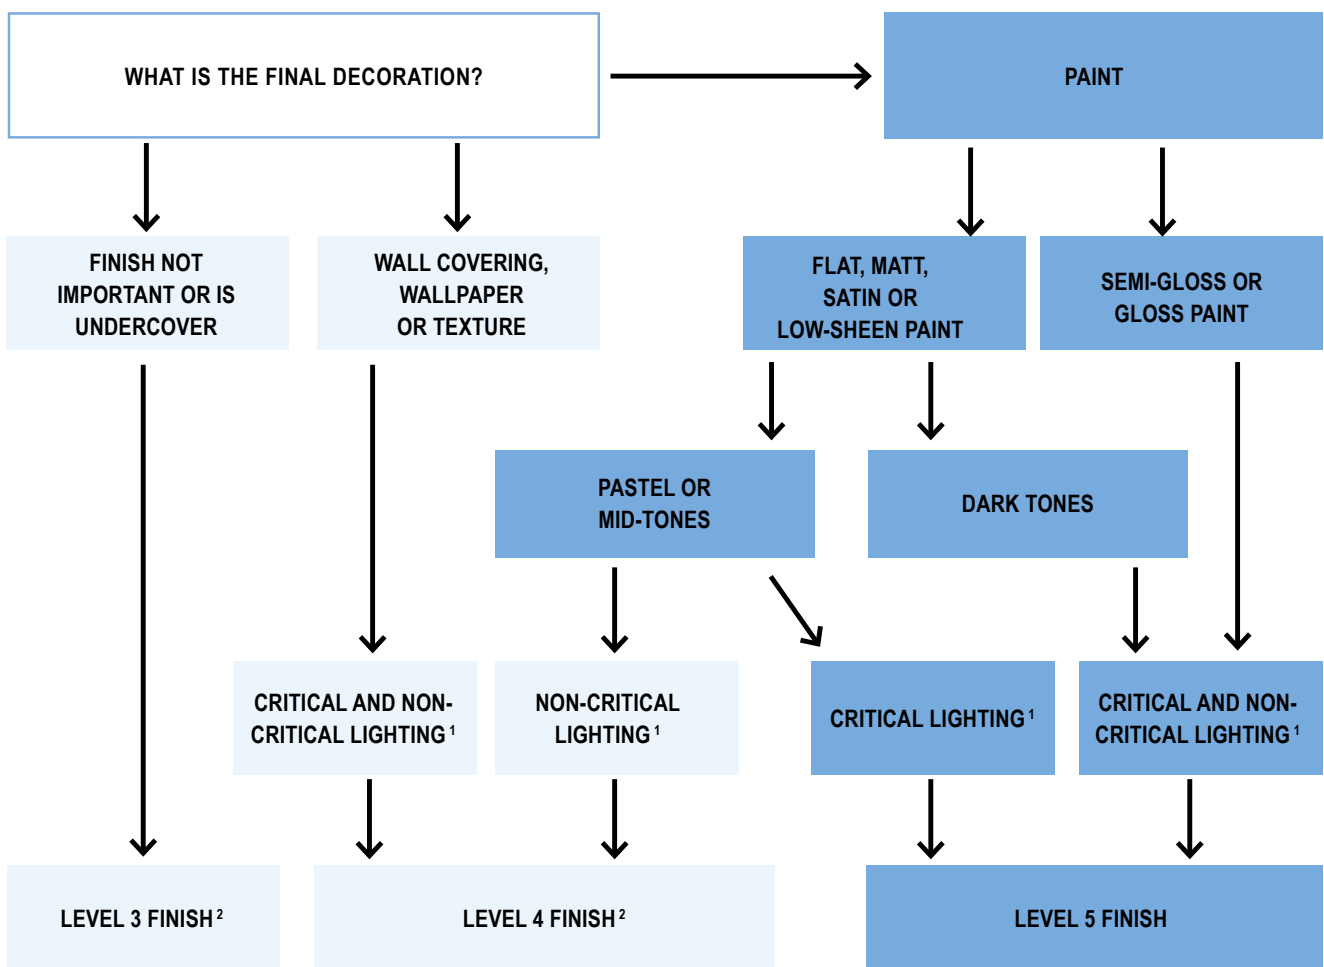 WHAT IS THE FINAL DECORATION?
PAINT
FINISH NOT
IMPORTANT OR IS
UNDERCOVER
WALL COVERING,
WALLPAPER
OR TEXTURE
FLAT, MATT,
SATIN OR
LOW-SHEEN PAINT
SEMI-GLOSS OR
GLOSS PAINT
PASTEL OR
MID-TONES
DARK TONES
CRITICAL AND NON-
CRITICAL LIGHTING 1
NON-CRITICAL
LIGHTING 1
CRITICAL LIGHTING 1
CRITICAL AND NON-
CRITICAL LIGHTING 1
LEVEL 3 FINISH 2
LEVEL 4 FINISH 2
LEVEL 5 FINISH